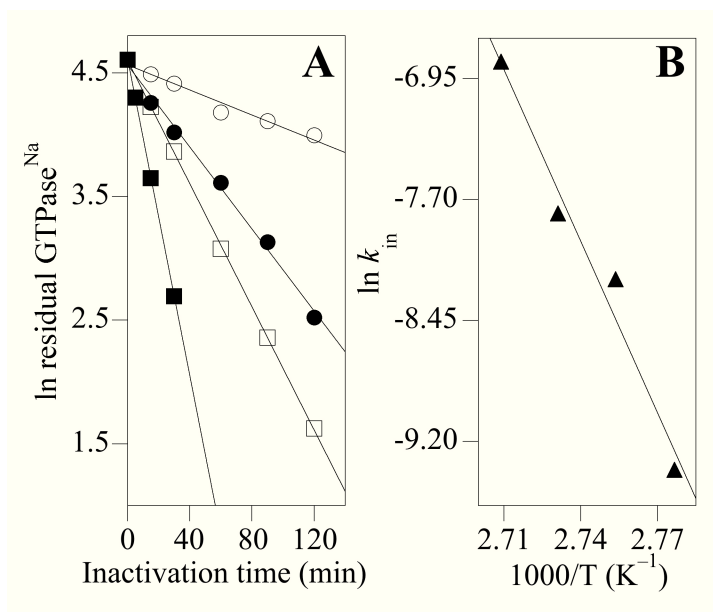 A
4.5
3.5
2.5
1.5
0 40 80 120
Inactivation time (min)
ln residual GTPase^Na
B
-6.95
-7.70
-8.45
-9.20
2.71 2.74 2.77
1000/T (K⁻¹)
ln k_in